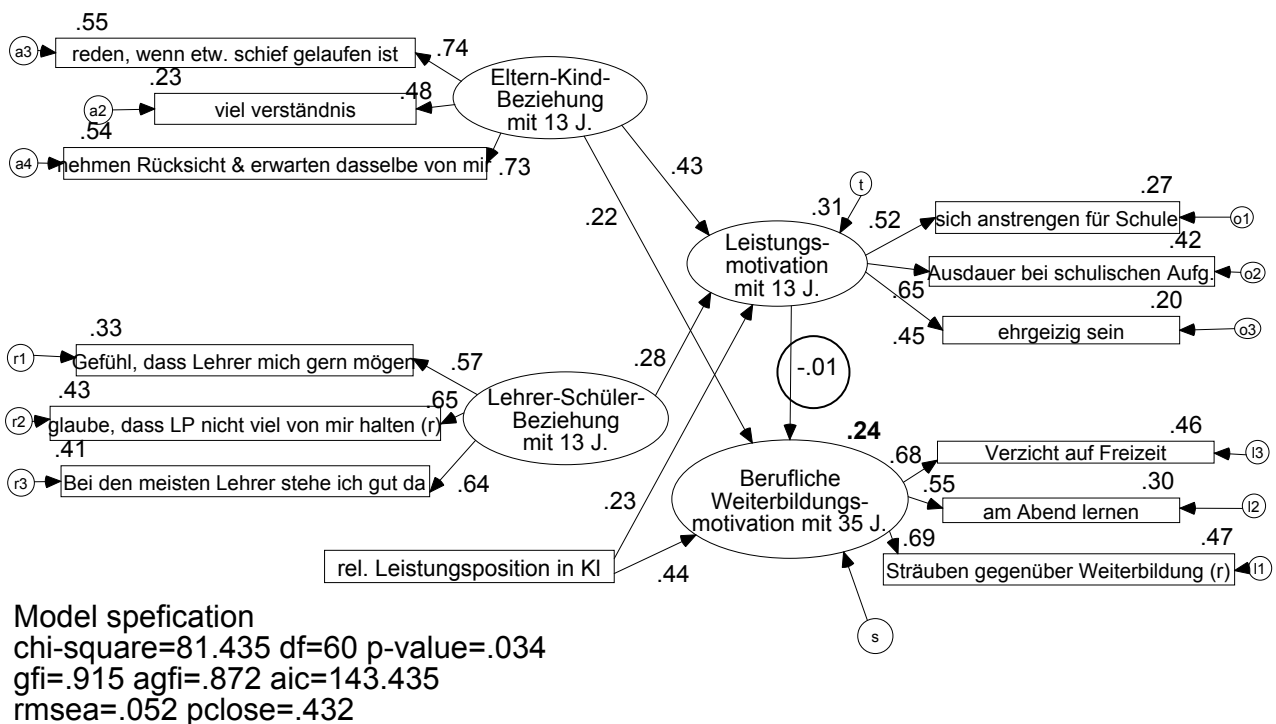 .55
a3
reden, wenn etw. schief gelaufen ist
.74
.23
a2
viel verständnis
.48
.54
a4
nehmen Rücksicht & erwarten dasselbe von mir
.73
Eltern-Kind-
Beziehung
mit 13 J.
.43
.22
t
.31
Leistungs-
motivation
mit 13 J.
.52
.27
sich anstrengen für Schule
o1
.42
Ausdauer bei schulischen Aufg.
o2
.65
.20
ehrgeizig sein
o3
.45
.33
r1
Gefühl, dass Lehrer mich gern mögen
.57
.43
r2
glaube, dass LP nicht viel von mir halten (r)
.65
.41
r3
Bei den meisten Lehrer stehe ich gut da
.64
Lehrer-Schüler-
Beziehung
mit 13 J.
.28
-.01
.23
rel. Leistungsposition in Kl
.44
.24
Berufliche
Weiterbildungs-
motivation mit 35 J.
.68
.46
Verzicht auf Freizeit
l3
.55
.30
am Abend lernen
l2
.69
.47
Sträuben gegenüber Weiterbildung (r)
l1
s
Model spefication
chi-square=81.435 df=60 p-value=.034
gfi=.915 agfi=.872 aic=143.435
rmsea=.052 pclose=.432